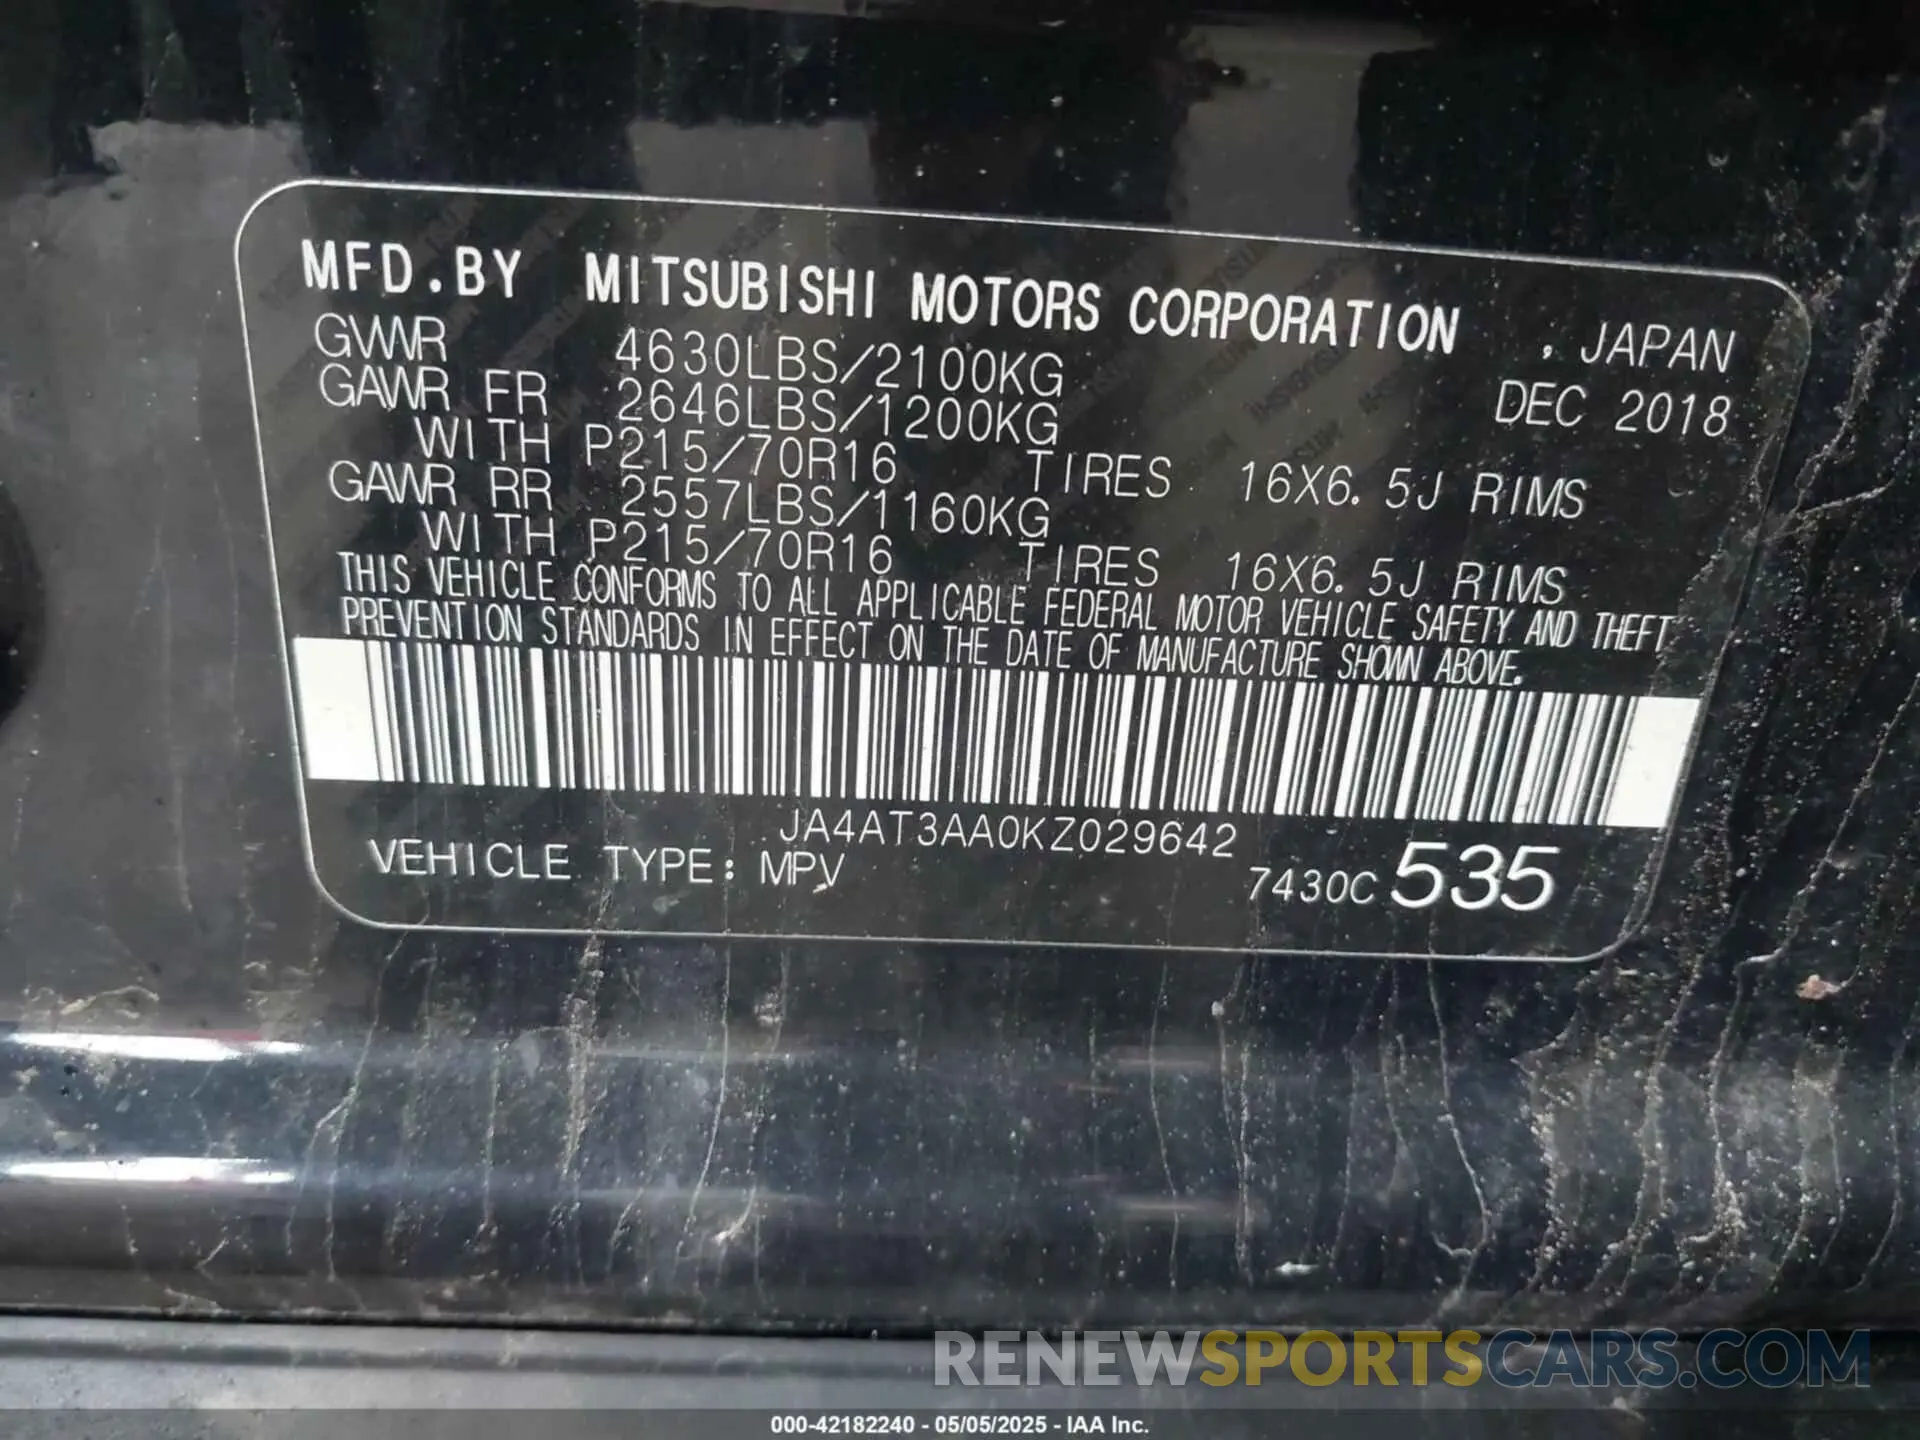 MFD.BY MITSUBISHI MOTORS CORPORATION , JAPAN
GVWR 4630LBS/2100KG DEC 2018
GAWR FR 2646LBS/1200KG
WITH P215/70R16 TIRES 16X6.5J RIMS
GAWR RR 2557LBS/1160KG
WITH P215/70R16 TIRES 16X6.5J RIMS
THIS VEHICLE CONFORMS TO ALL APPLICABLE FEDERAL MOTOR VEHICLE SAFETY AND THEFT
PREVENTION STANDARDS IN EFFECT ON THE DATE OF MANUFACTURE SHOWN ABOVE.
JA4AT3AA0KZ029642
VEHICLE TYPE: MPV 7430C 535
RENEWSPORTSCARS.COM
000-42182240 - 05/05/2025 - IAA Inc.